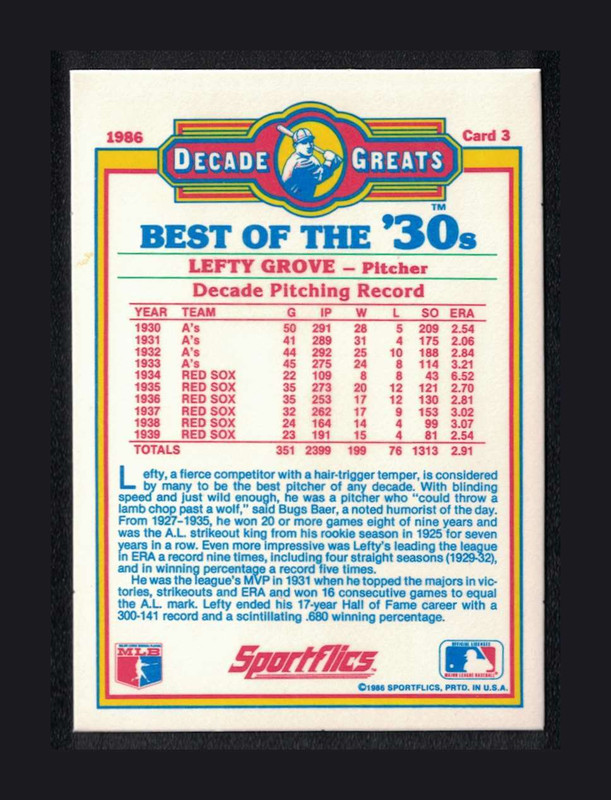 1986
Card 3
DECADE GREATS
TM
BEST OF THE '30s
LEFTY GROVE – Pitcher
Decade Pitching Record
YEAR TEAM G IP W L SO ERA
1930 A's 50 291 28 5 209 2.54
1931 A's 41 289 31 4 175 2.06
1932 A's 44 292 25 10 188 2.84
1933 A's 45 275 24 8 114 3.21
1934 RED SOX 22 109 8 8 43 6.52
1935 RED SOX 35 273 20 12 121 2.70
1936 RED SOX 35 253 17 12 130 2.81
1937 RED SOX 32 262 17 9 153 3.02
1938 RED SOX 24 164 14 4 99 3.07
1939 RED SOX 23 191 15 4 81 2.54
TOTALS 351 2399 199 76 1313 2.91
Lefty, a fierce competitor with a hair-trigger temper, is considered
by many to be the best pitcher of any decade. With blinding
speed and just wild enough, he was a pitcher who "could throw a
lamb chop past a wolf," said Bugs Baer, a noted humorist of the day.
From 1927-1935, he won 20 or more games eight of nine years and
was the A.L. strikeout king from his rookie season in 1925 for seven
years in a row. Even more impressive was Lefty's leading the league
in ERA a record nine times, including four straight seasons (1929-32),
and in winning percentage a record five times.
He was the league's MVP in 1931 when he topped the majors in vic-
tories, strikeouts and ERA and won 16 consecutive games to equal
the A.L. mark. Lefty ended his 17-year Hall of Fame career with a
300-141 record and a scintillating .680 winning percentage.
MLB
Sportflics
OFFICIAL LICENSEE
MAJOR LEAGUE BASEBALL
©1986 SPORTFLICS, PRTD. IN U.S.A.